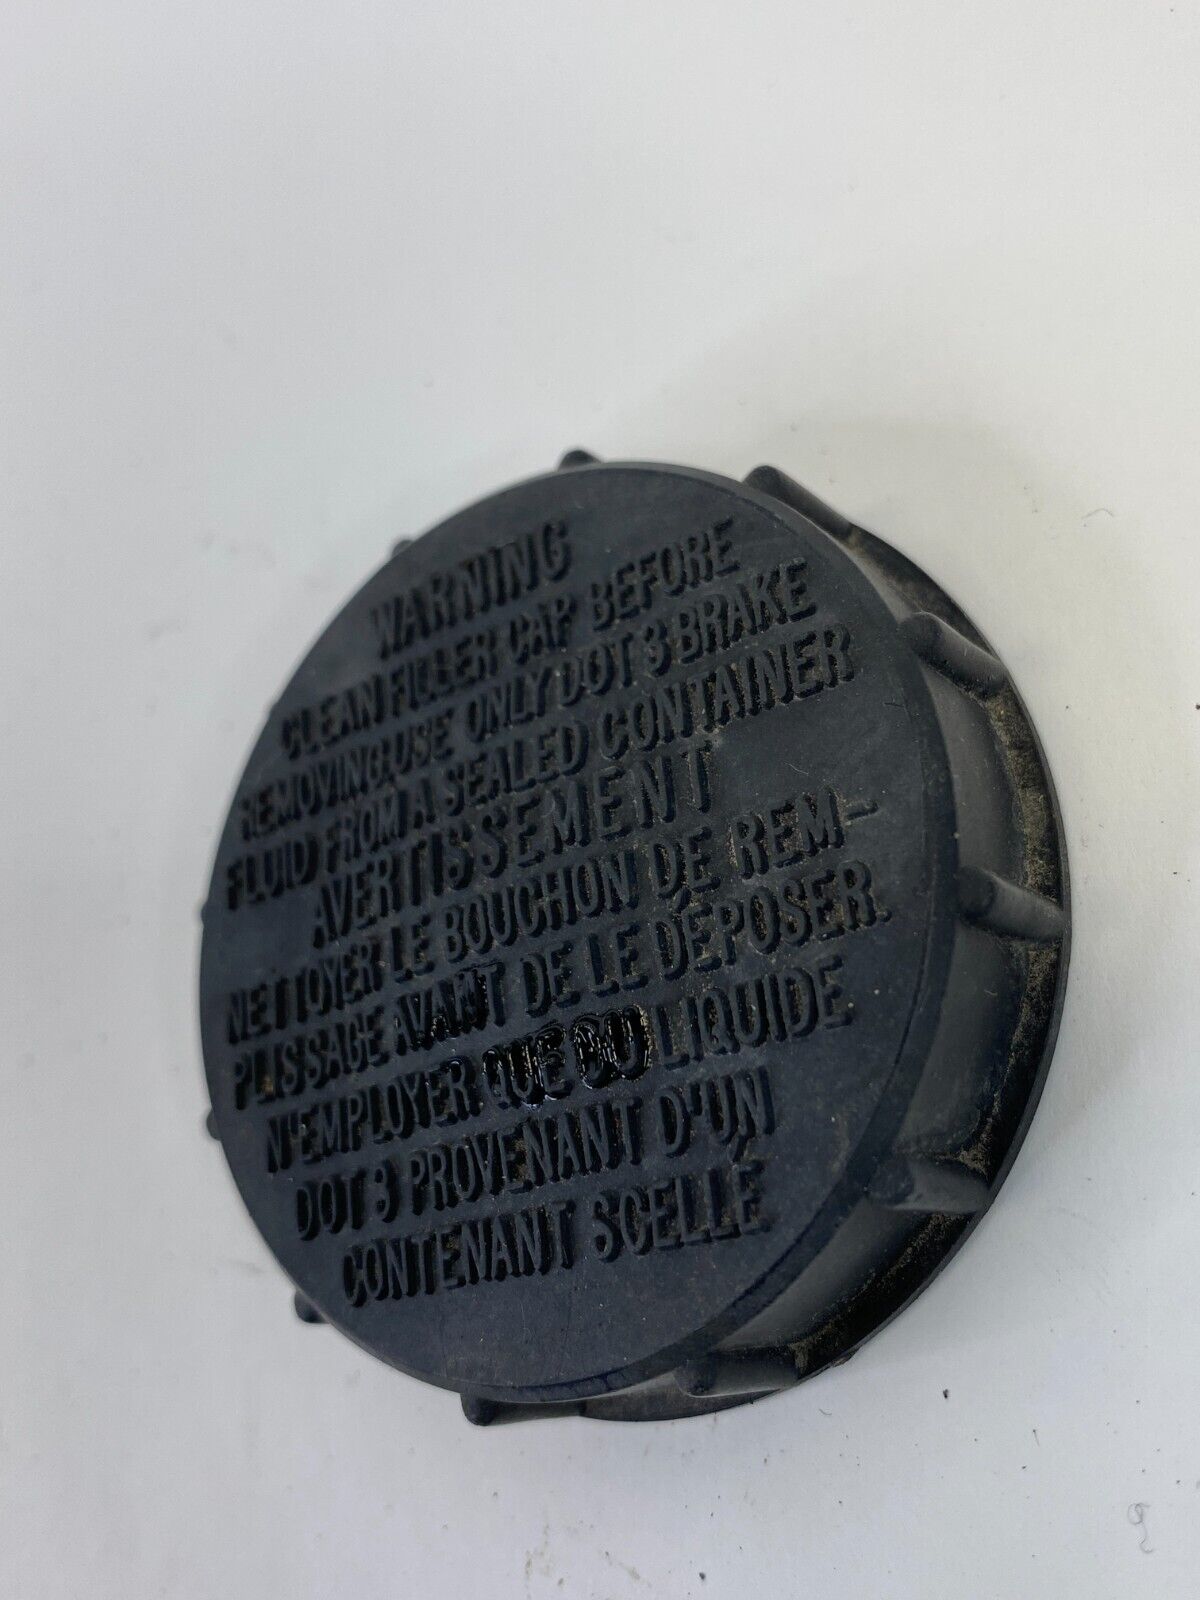 WARNING
CLEAN FILLER CAP BEFORE
REMOVING.USE ONLY DOT 3 BRAKE
FLUID FROM A SEALED CONTAINER
AVERTISSEMENT
NETTOYER LE BOUCHON DE REM-
PLISSAGE AVANT DE LE DÉPOSER.
N'EMPLOYER QUE DU LIQUIDE
DOT 3 PROVENANT D'UN
CONTENANT SCELLÉ